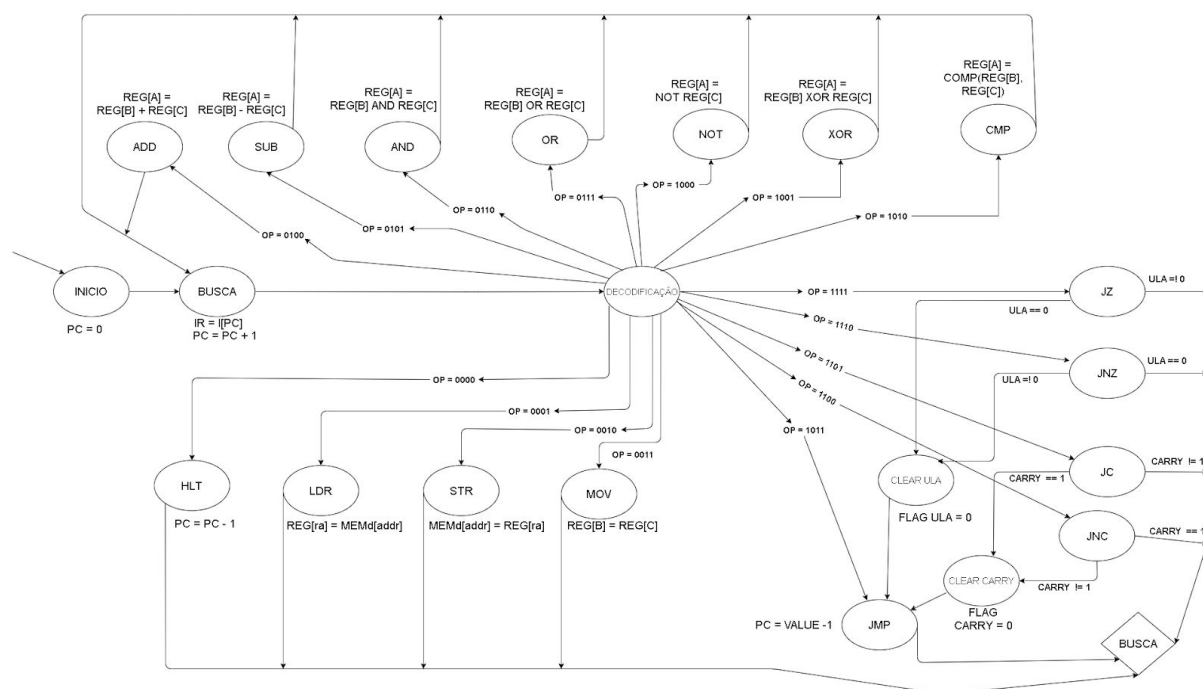 REG[A] =
REG[B] + REG[C]
ADD
REG[A] =
REG[B] - REG[C]
SUB
REG[A] =
REG[B] AND REG[C]
AND
REG[A] =
REG[B] OR REG[C]
OR
REG[A] =
NOT REG[C]
NOT
REG[A] =
REG[B] XOR REG[C]
XOR
REG[A] =
COMP(REG[B],
REG[C])
CMP
OP = 0100
OP = 0101
OP = 0110
OP = 0111
OP = 1000
OP = 1001
OP = 1010
INICIO
PC = 0
BUSCA
IR = I[PC]
PC = PC + 1
DECODIFICAÇÃO
OP = 1111
JZ
ULA =! 0
ULA == 0
OP = 1110
JNZ
ULA == 0
ULA =! 0
OP = 1101
OP = 1100
OP = 1011
OP = 0000
OP = 0001
OP = 0010
OP = 0011
HLT
PC = PC - 1
LDR
REG[ra] = MEMd[addr]
STR
MEMd[addr] = REG[ra]
MOV
REG[B] = REG[C]
CLEAR ULA
FLAG ULA = 0
JC
CARRY != 1
CARRY == 1
JNC
CARRY == 1
CARRY != 1
CLEAR CARRY
FLAG
CARRY = 0
PC = VALUE -1
JMP
BUSCA